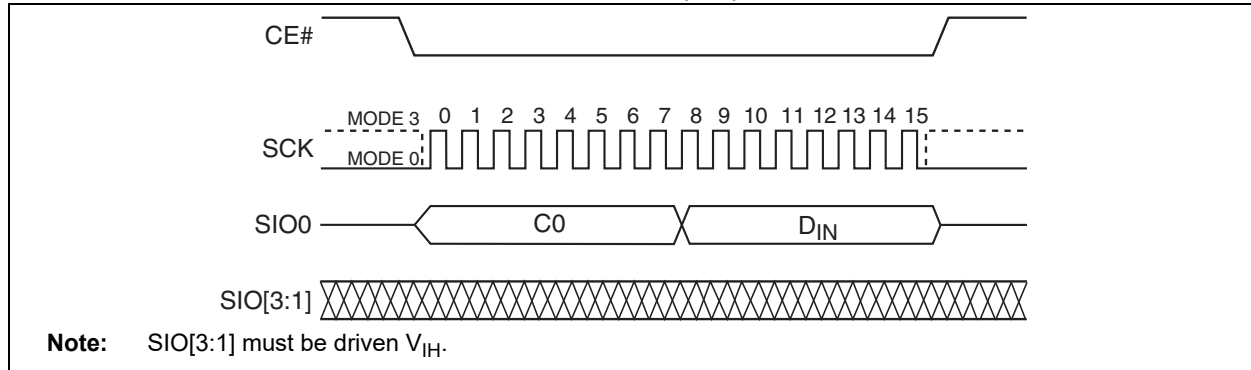 CE#
MODE 3 0 1 2 3 4 5 6 7 8 9 10 11 12 13 14 15
SCK
MODE 0
SIO0 C0 DIN
SIO[3:1]
Note: SIO[3:1] must be driven VIH.